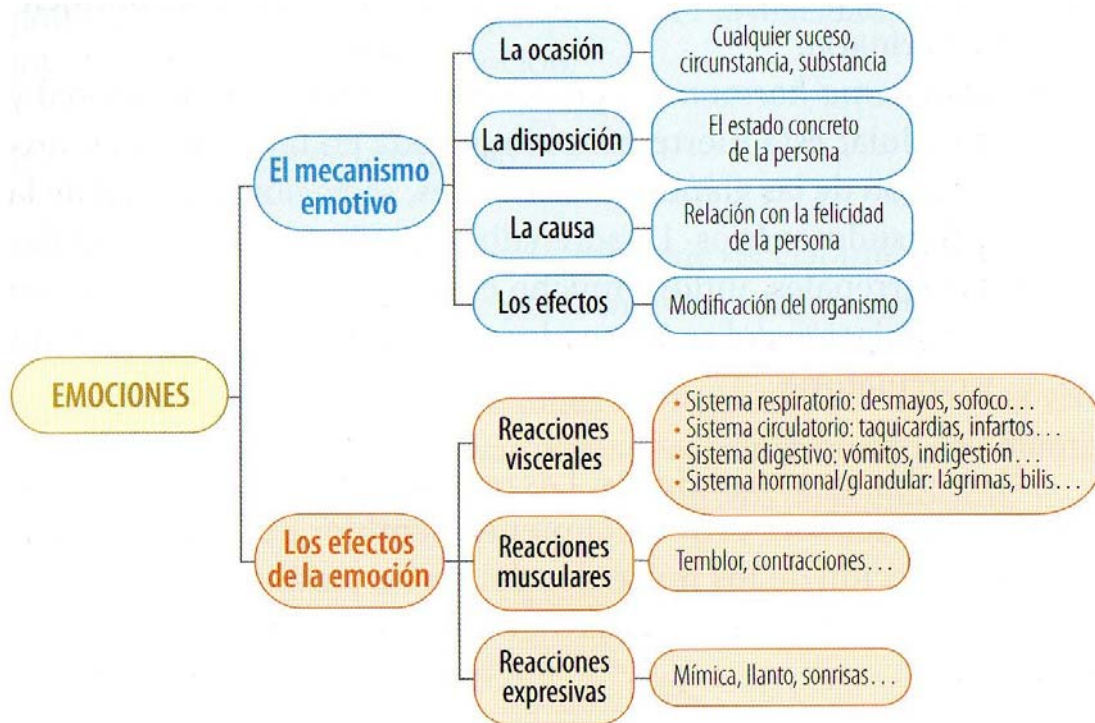 EMOCIONES
El mecanismo
emotivo
La ocasión
Cualquier suceso,
circunstancia, substancia
La disposición
El estado concreto
de la persona
La causa
Relación con la felicidad
de la persona
Los efectos
Modificación del organismo
Los efectos
de la emoción
Reacciones
viscerales
• Sistema respiratorio: desmayos, sofoco...
• Sistema circulatorio: taquicardias, infartos...
• Sistema digestivo: vómitos, indigestión...
• Sistema hormonal/glandular: lágrimas, bilis...
Reacciones
musculares
Temblor, contracciones...
Reacciones
expresivas
Mímica, llanto, sonrisas...